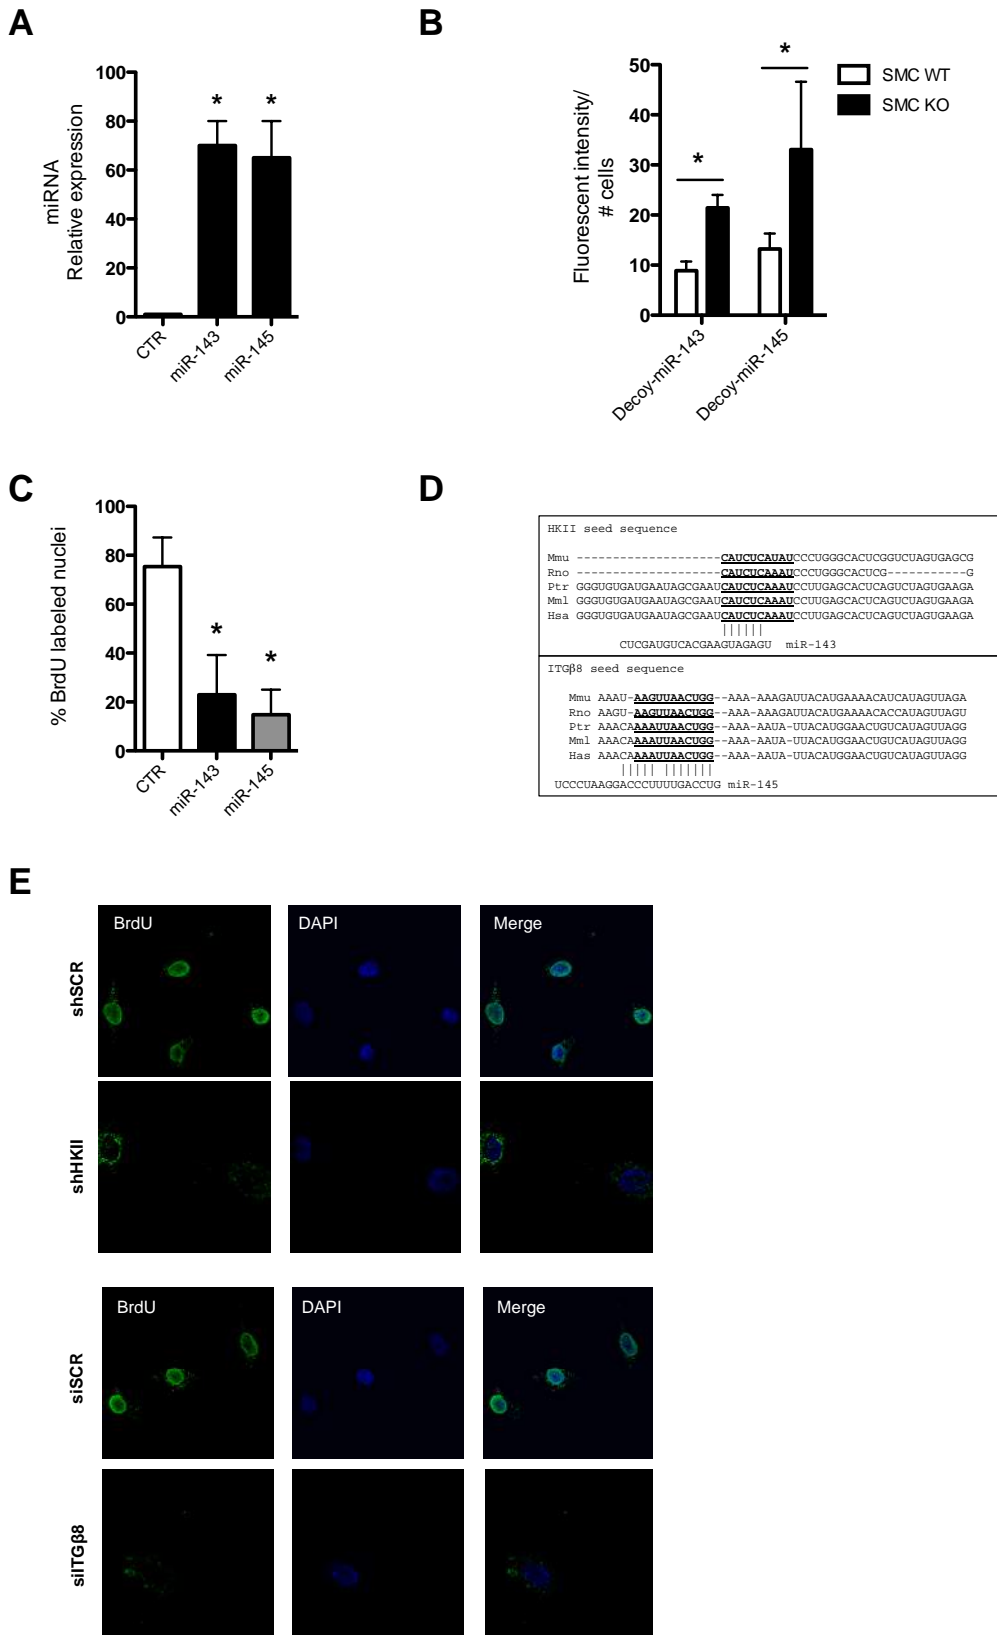 A
miRNA
Relative expression
100
80
60
40
20
0
*
*
CTR
miR-143
miR-145
B
Fluorescent intensity/
# cells
50
40
30
20
10
0
*
*
SMC WT
SMC KO
Decoy-miR-143
Decoy-miR-145
C
% BrdU labeled nuclei
100
80
60
40
20
0
*
*
CTR
miR-143
miR-145
D
HKII seed sequence
Mmu --------------------CAUCUCAUAUCCCUGGGCACUCGGUCUAGUGAGCG
Rno --------------------CAUCUCAAAUCCCUGGGCACUCG-----------G
Ptr GGGUGUGAUGAAUAGCGAAUCAUCUCAAAUCCUUGAGCACUCAGUCUAGUGAAGA
Mml GGGUGUGAUGAAUAGCGAAUCAUCUCAAAUCCUUGAGCACUCAGUCUAGUGAAGA
Hsa GGGUGUGAUGAAUAGCGAAUCAUCUCAAAUCCUUGAGCACUCAGUCUAGUGAAGA
||||||
CUCGAUGUCACGAAGUAGAGU miR-143
ITGβ8 seed sequence
Mmu AAAU-AAGUUAACUGG--AAA-AAAGAUUACAUGAAAACAUCAUAGUUAGA
Rno AAGU-AAGUUAACUGG--AAA-AAAGAUUACAUGAAAACACCAUAGUUAGU
Ptr AAACAAAAUUAACUGG--AAA-AAUA-UUACAUGGAACUGUCAUAGUUAGG
Mml AAACAAAAUUAACUGG--AAA-AAUA-UUACAUGGAACUGUCAUAGUUAGG
Has AAACAAAAUUAACUGG--AAA-AAUA-UUACAUGGAACUGUCAUAGUUAGG
||||| |||||||
UCCCUAAGGACCCUUUUGACCUG miR-145
E
BrdU
DAPI
Merge
shSCR
shHKII
BrdU
DAPI
Merge
siSCR
siITGβ8